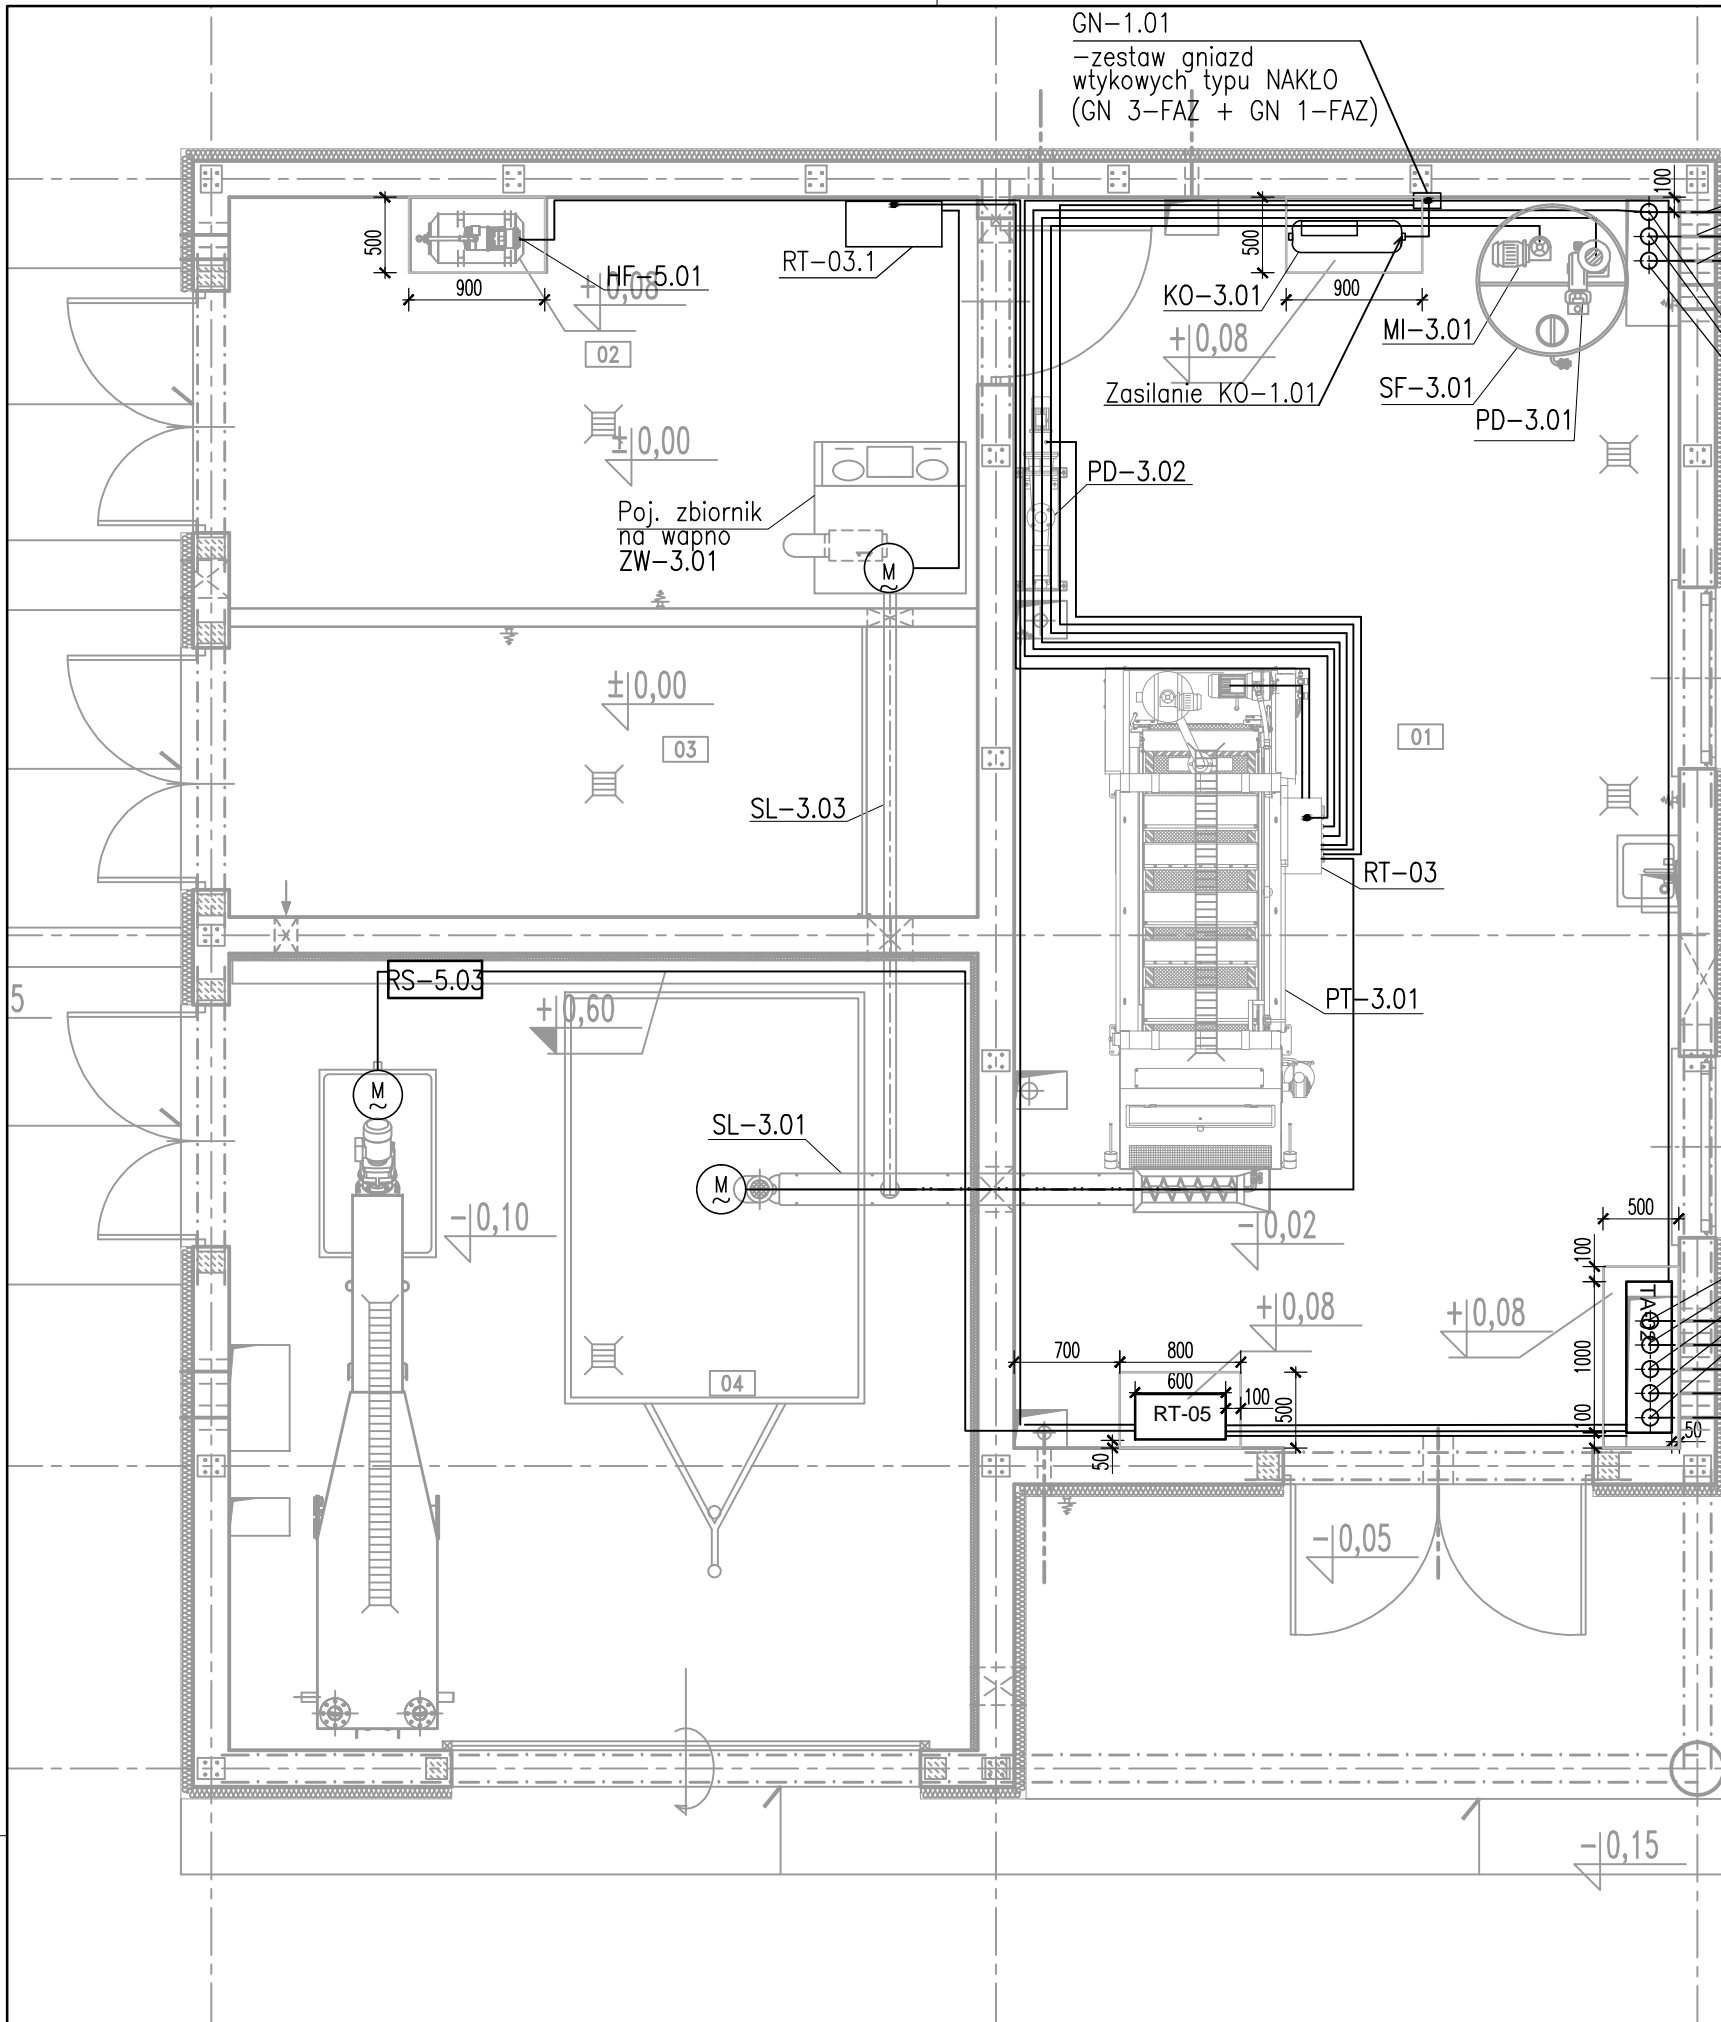 GN-1.01
-zestaw gniazd
wtykowych typu NAKŁO
(GN 3-FAZ + GN 1-FAZ)
100
500
900
HF-5.01
+0,08
02
RT-03.1
500
900
KO-3.01
+0,08
Zasilanie KO-1.01
MI-3.01
SF-3.01
PD-3.01
±0,00
Poj. zbiornik
na wapno
ZW-3.01
M
~
PD-3.02
±0,00
03
SL-3.03
01
RT-03
PT-3.01
5
RS-5.03
+0,60
M
~
SL-3.01
M
~
-0,10
-0,02
04
+0,08
+0,08
500
100
1000
100
50
TA02
700
800
600
100
500
50
RT-05
-0,05
-0,15